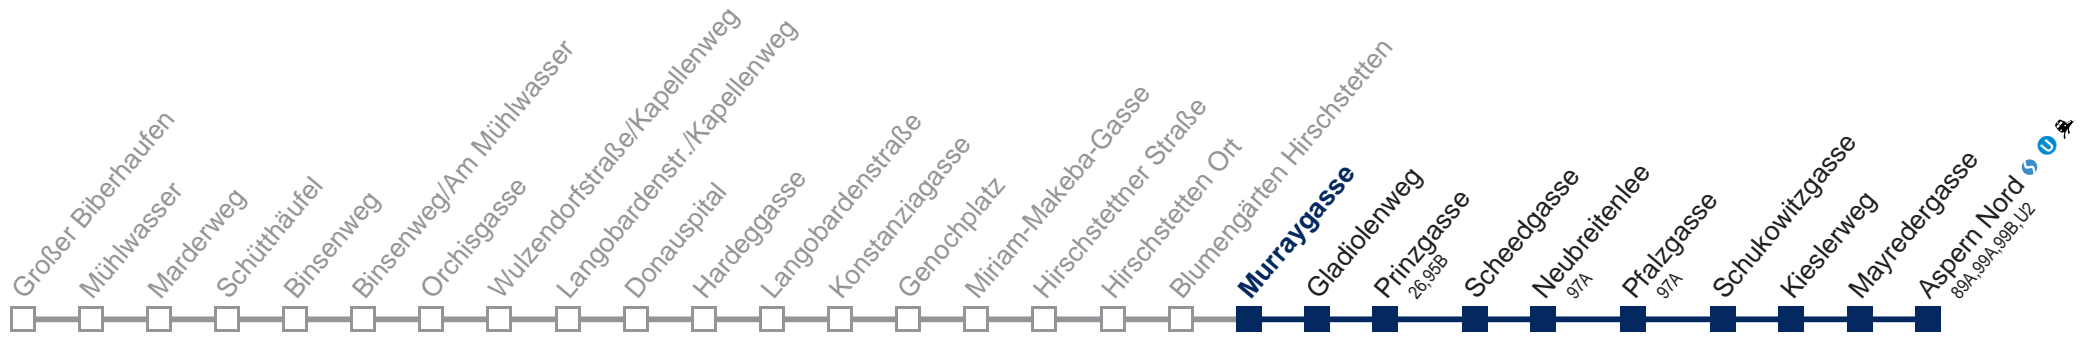 Großer Biberhaufen
Mühlwasser
Marderweg
Schütthäufel
Binsenweg
Binsenweg/Am Mühlwasser
Orchisgasse
Wulzendorfstraße/Kapellenweg
Langobardenstr./Kapellenweg
Donauspital
Hardeggasse
Langobardenstraße
Konstanziagasse
Genochplatz
Miriam-Makeba-Gasse
Hirschstettner Straße
Hirschstetten Ort
Blumengärten Hirschstetten
Murraygasse
Gladiolenweg
Prinzgasse
26,95B
Scheedgasse
Neubreitenlee
97A
Pfalzgasse
97A
Schukowitzgasse
Kieslerweg
Mayredergasse
Aspern Nord S U
89A,99A,99B,U2